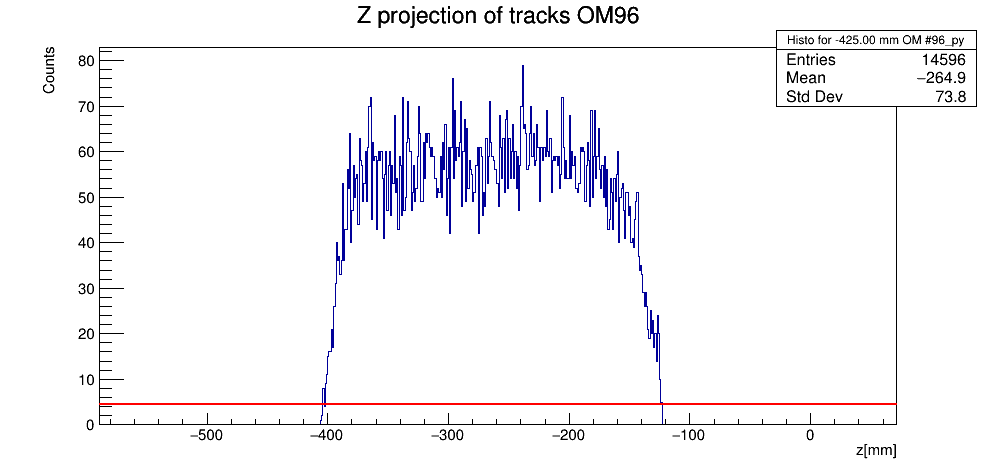 Z projection of tracks OM96
Histo for -425.00 mm OM #96_py
Entries 14596
Mean −264.9
Std Dev 73.8
Counts
80
70
60
50
40
30
20
10
0
−500 −400 −300 −200 −100 0
z[mm]